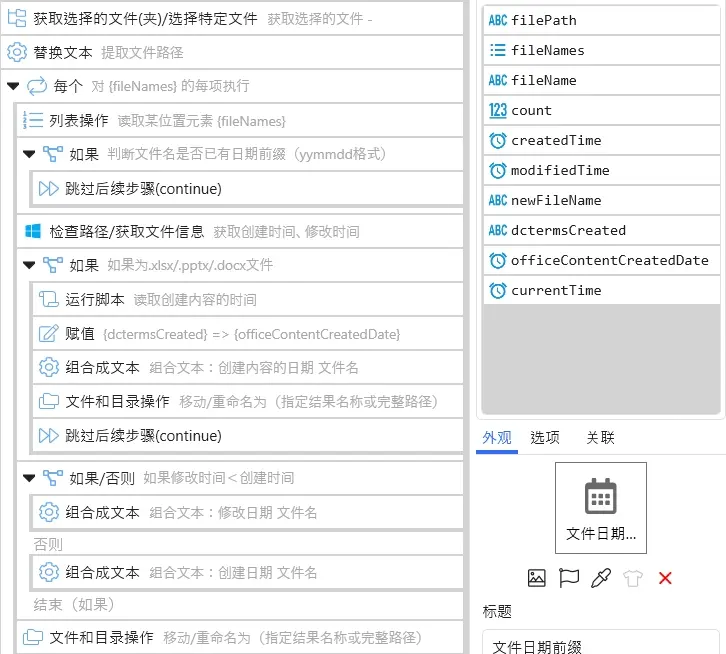 获取选择的文件(夹)/选择特定文件 获取选择的文件 -
替换文本 提取文件路径
每个 对 {fileNames} 的每项执行
列表操作 读取某位置元素 {fileNames}
如果 判断文件名是否已有日期前缀（yymmdd格式）
跳过后续步骤(continue)
检查路径/获取文件信息 获取创建时间、修改时间
如果 如果为.xlsx/.pptx/.docx文件
运行脚本 读取创建内容的时间
赋值 {dctermsCreated} => {officeContentCreatedDate}
组合成文本 組合文本：创建内容的日期 文件名
文件和目录操作 移动/重命名为（指定结果名称或完整路径）
跳过后续步骤(continue)
如果/否则 如果修改时间＜创建时间
组合成文本 組合文本：修改日期 文件名
否则
组合成文本 組合文本：创建日期 文件名
结束（如果）
文件和目录操作 移动/重命名为（指定结果名称或完整路径）
ABC filePath
fileNames
ABC fileName
123 count
createdTime
modifiedTime
ABC newFileName
ABC dctermsCreated
officeContentCreatedDate
currentTime
外观 选项 关联
文件日期...
标题
文件日期前缀